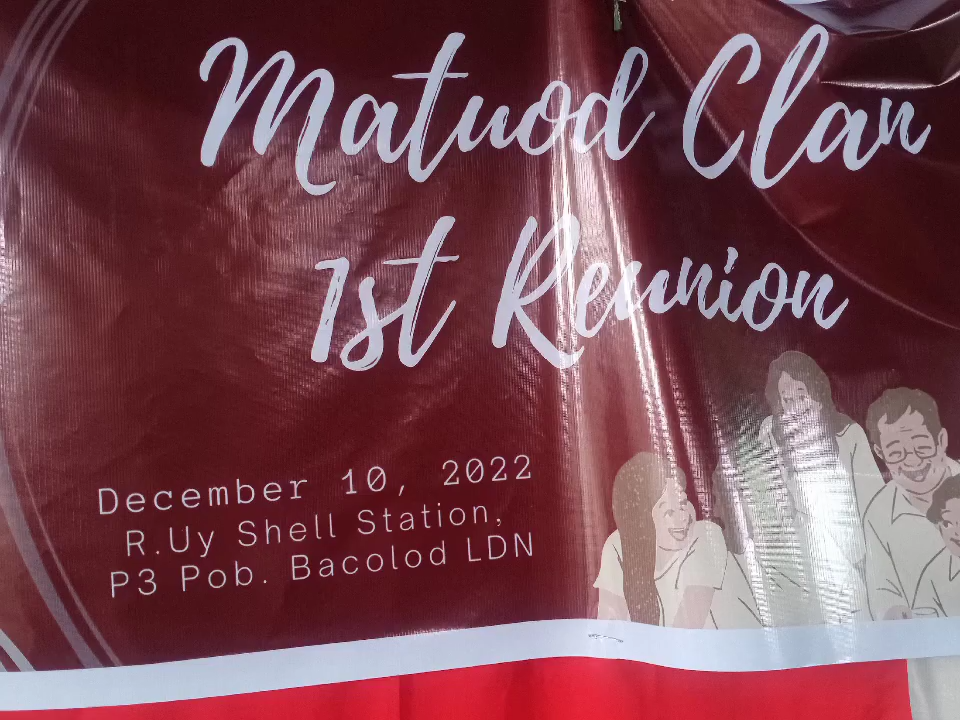 Matuod Clan
1st Reunion
December 10, 2022
R.Uy Shell Station,
P3 Pob. Bacolod LDN